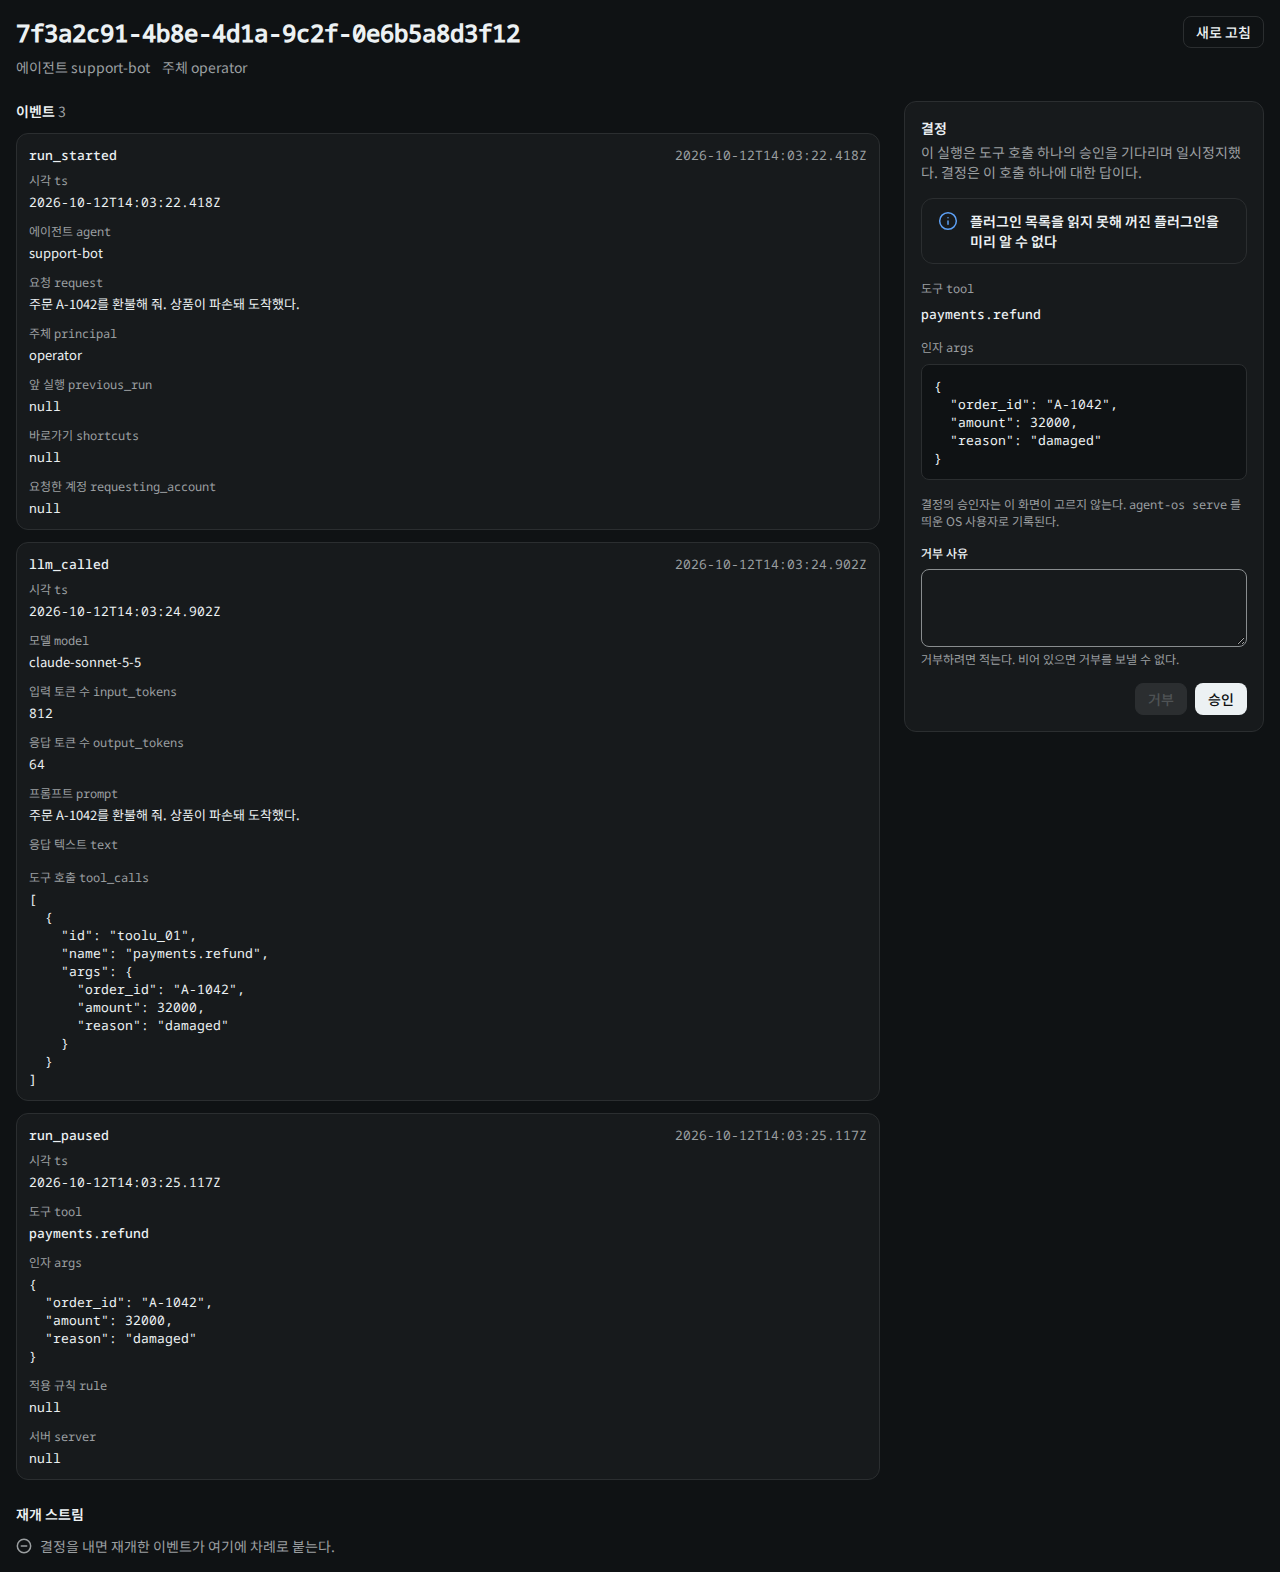 7f3a2c91-4b8e-4d1a-9c2f-0e6b5a8d3f12
새로 고침
에이전트 support-bot 주체 operator
이벤트 3
run_started 2026-10-12T14:03:22.418Z
시각 ts
2026-10-12T14:03:22.418Z
에이전트 agent
support-bot
요청 request
주문 A-1042를 환불해 줘. 상품이 파손돼 도착했다.
주체 principal
operator
앞 실행 previous_run
null
바로가기 shortcuts
null
요청한 계정 requesting_account
null
llm_called 2026-10-12T14:03:24.902Z
시각 ts
2026-10-12T14:03:24.902Z
모델 model
claude-sonnet-5-5
입력 토큰 수 input_tokens
812
응답 토큰 수 output_tokens
64
프롬프트 prompt
주문 A-1042를 환불해 줘. 상품이 파손돼 도착했다.
응답 텍스트 text
도구 호출 tool_calls
[
  {
    "id": "toolu_01",
    "name": "payments.refund",
    "args": {
      "order_id": "A-1042",
      "amount": 32000,
      "reason": "damaged"
    }
  }
]
run_paused 2026-10-12T14:03:25.117Z
시각 ts
2026-10-12T14:03:25.117Z
도구 tool
payments.refund
인자 args
{
  "order_id": "A-1042",
  "amount": 32000,
  "reason": "damaged"
}
적용 규칙 rule
null
서버 server
null
재개 스트림
결정을 내면 재개한 이벤트가 여기에 차례로 붙는다.
결정
이 실행은 도구 호출 하나의 승인을 기다리며 일시정지했
다. 결정은 이 호출 하나에 대한 답이다.
플러그인 목록을 읽지 못해 꺼진 플러그인을
미리 알 수 없다
도구 tool
payments.refund
인자 args
{
  "order_id": "A-1042",
  "amount": 32000,
  "reason": "damaged"
}
결정의 승인자는 이 화면이 고르지 않는다. agent-os serve 를
띄운 OS 사용자로 기록된다.
거부 사유
거부하려면 적는다. 비어 있으면 거부를 보낼 수 없다.
거부 승인